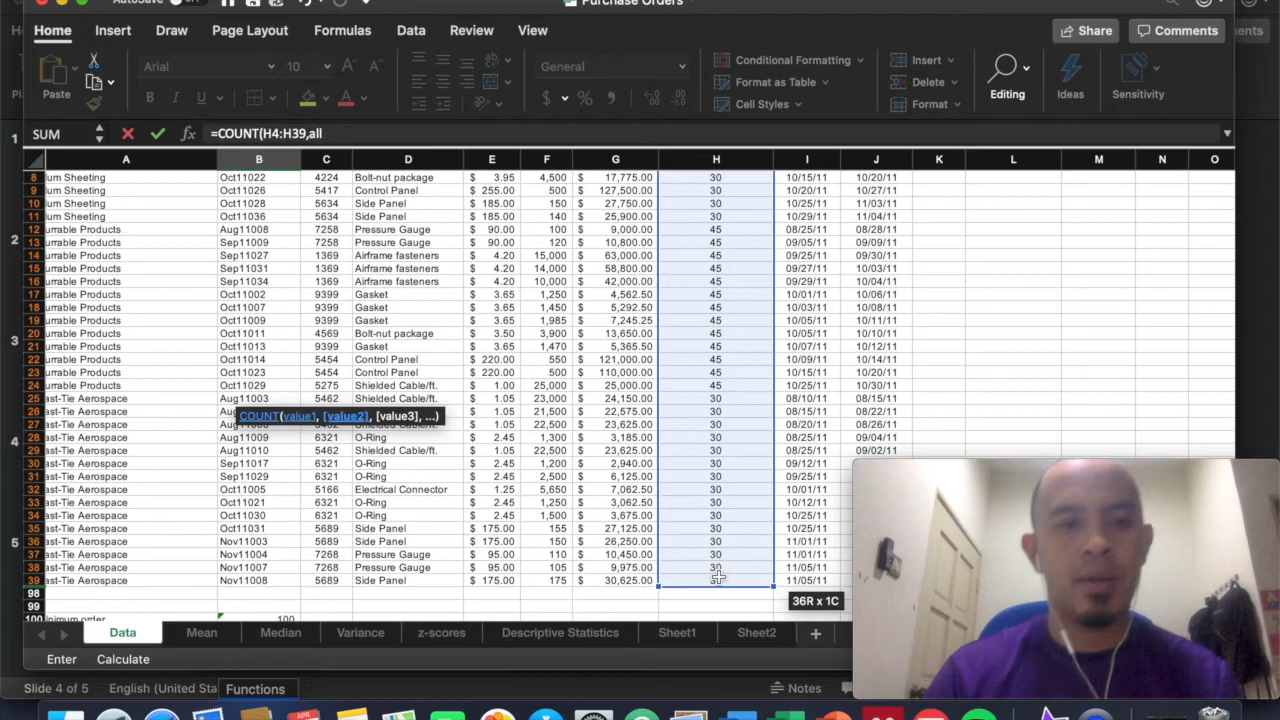 AutoSave
Purchase Orders
Home Insert Draw Page Layout Formulas Data Review View Share Comments
Arial 10 General Conditional Formatting Insert
Format as Table Delete
Paste Cell Styles Format Editing Ideas Sensitivity
SUM fx =COUNT(H4:H39,all
A B C D E F G H I J K L M N O
8 lum Sheeting Oct11022 4224 Bolt-nut package $ 3.95 4,500 $ 17,775.00 30 10/15/11 10/20/11
9 lum Sheeting Oct11026 5417 Control Panel $ 255.00 500 $ 127,500.00 30 10/20/11 10/27/11
10 lum Sheeting Oct11028 5634 Side Panel $ 185.00 150 $ 27,750.00 30 10/25/11 11/03/11
11 lum Sheeting Oct11036 5634 Side Panel $ 185.00 140 $ 25,900.00 30 10/29/11 11/04/11
12 urrable Products Aug11008 7258 Pressure Gauge $ 90.00 100 $ 9,000.00 45 08/25/11 08/28/11
13 urrable Products Sep11009 7258 Pressure Gauge $ 90.00 120 $ 10,800.00 45 09/05/11 09/09/11
14 urrable Products Sep11027 1369 Airframe fasteners $ 4.20 15,000 $ 63,000.00 45 09/25/11 09/30/11
15 urrable Products Sep11031 1369 Airframe fasteners $ 4.20 14,000 $ 58,800.00 45 09/27/11 10/03/11
16 urrable Products Sep11034 1369 Airframe fasteners $ 4.20 10,000 $ 42,000.00 45 09/29/11 10/04/11
17 urrable Products Oct11002 9399 Gasket $ 3.65 1,250 $ 4,562.50 45 10/01/11 10/06/11
18 urrable Products Oct11007 9399 Gasket $ 3.65 1,450 $ 5,292.50 45 10/03/11 10/08/11
19 urrable Products Oct11009 9399 Gasket $ 3.65 1,985 $ 7,245.25 45 10/05/11 10/11/11
20 urrable Products Oct11011 4569 Bolt-nut package $ 3.50 3,900 $ 13,650.00 45 10/05/11 10/10/11
21 urrable Products Oct11013 9399 Gasket $ 3.65 1,470 $ 5,365.50 45 10/07/11 10/12/11
22 urrable Products Oct11014 5454 Control Panel $ 220.00 550 $ 121,000.00 45 10/09/11 10/14/11
23 urrable Products Oct11023 5454 Control Panel $ 220.00 500 $ 110,000.00 45 10/15/11 10/20/11
24 urrable Products Oct11029 5275 Shielded Cable/ft. $ 1.00 25,000 $ 25,000.00 45 10/25/11 10/30/11
25 ast-Tie Aerospace Aug11003 5462 Shielded Cable/ft. $ 1.05 23,000 $ 24,150.00 30 08/10/11 08/15/11
26 ast-Tie Aerospace COUNT(value1, [value2], [value3], ...) $ 1.05 21,500 $ 22,575.00 30 08/15/11 08/22/11
27 ast-Tie Aerospace $ 1.05 22,500 $ 23,625.00 30 08/20/11 08/26/11
28 ast-Tie Aerospace Aug11009 6321 O-Ring $ 2.45 1,300 $ 3,185.00 30 08/25/11 09/04/11
29 ast-Tie Aerospace Aug11010 5462 Shielded Cable/ft. $ 1.05 22,500 $ 23,625.00 30 08/25/11 09/02/11
30 ast-Tie Aerospace Sep11017 6321 O-Ring $ 2.45 1,200 $ 2,940.00 30 09/12/11
31 ast-Tie Aerospace Sep11029 6321 O-Ring $ 2.45 2,500 $ 6,125.00 30 09/25/11
32 ast-Tie Aerospace Oct11005 5166 Electrical Connector $ 1.25 5,650 $ 7,062.50 30 10/01/11
33 ast-Tie Aerospace Oct11021 6321 O-Ring $ 2.45 1,250 $ 3,062.50 30 10/12/11
34 ast-Tie Aerospace Oct11030 6321 O-Ring $ 2.45 1,500 $ 3,675.00 30 10/25/11
35 ast-Tie Aerospace Oct11031 5689 Side Panel $ 175.00 155 $ 27,125.00 30 10/25/11
36 ast-Tie Aerospace Nov11003 5689 Side Panel $ 175.00 150 $ 26,250.00 30 11/01/11
37 ast-Tie Aerospace Nov11004 7268 Pressure Gauge $ 95.00 110 $ 10,450.00 30 11/01/11
38 ast-Tie Aerospace Nov11007 7268 Pressure Gauge $ 95.00 105 $ 9,975.00 30 11/05/11
39 ast-Tie Aerospace Nov11008 5689 Side Panel $ 175.00 175 $ 30,625.00 11/05/11
98
99 36R x 1C
100 inimum order 100
Data Mean Median Variance z-scores Descriptive Statistics Sheet1 Sheet2
Enter Calculate
Slide 4 of 5 English (United Sta Functions Notes
1
2
3
4
5
APR